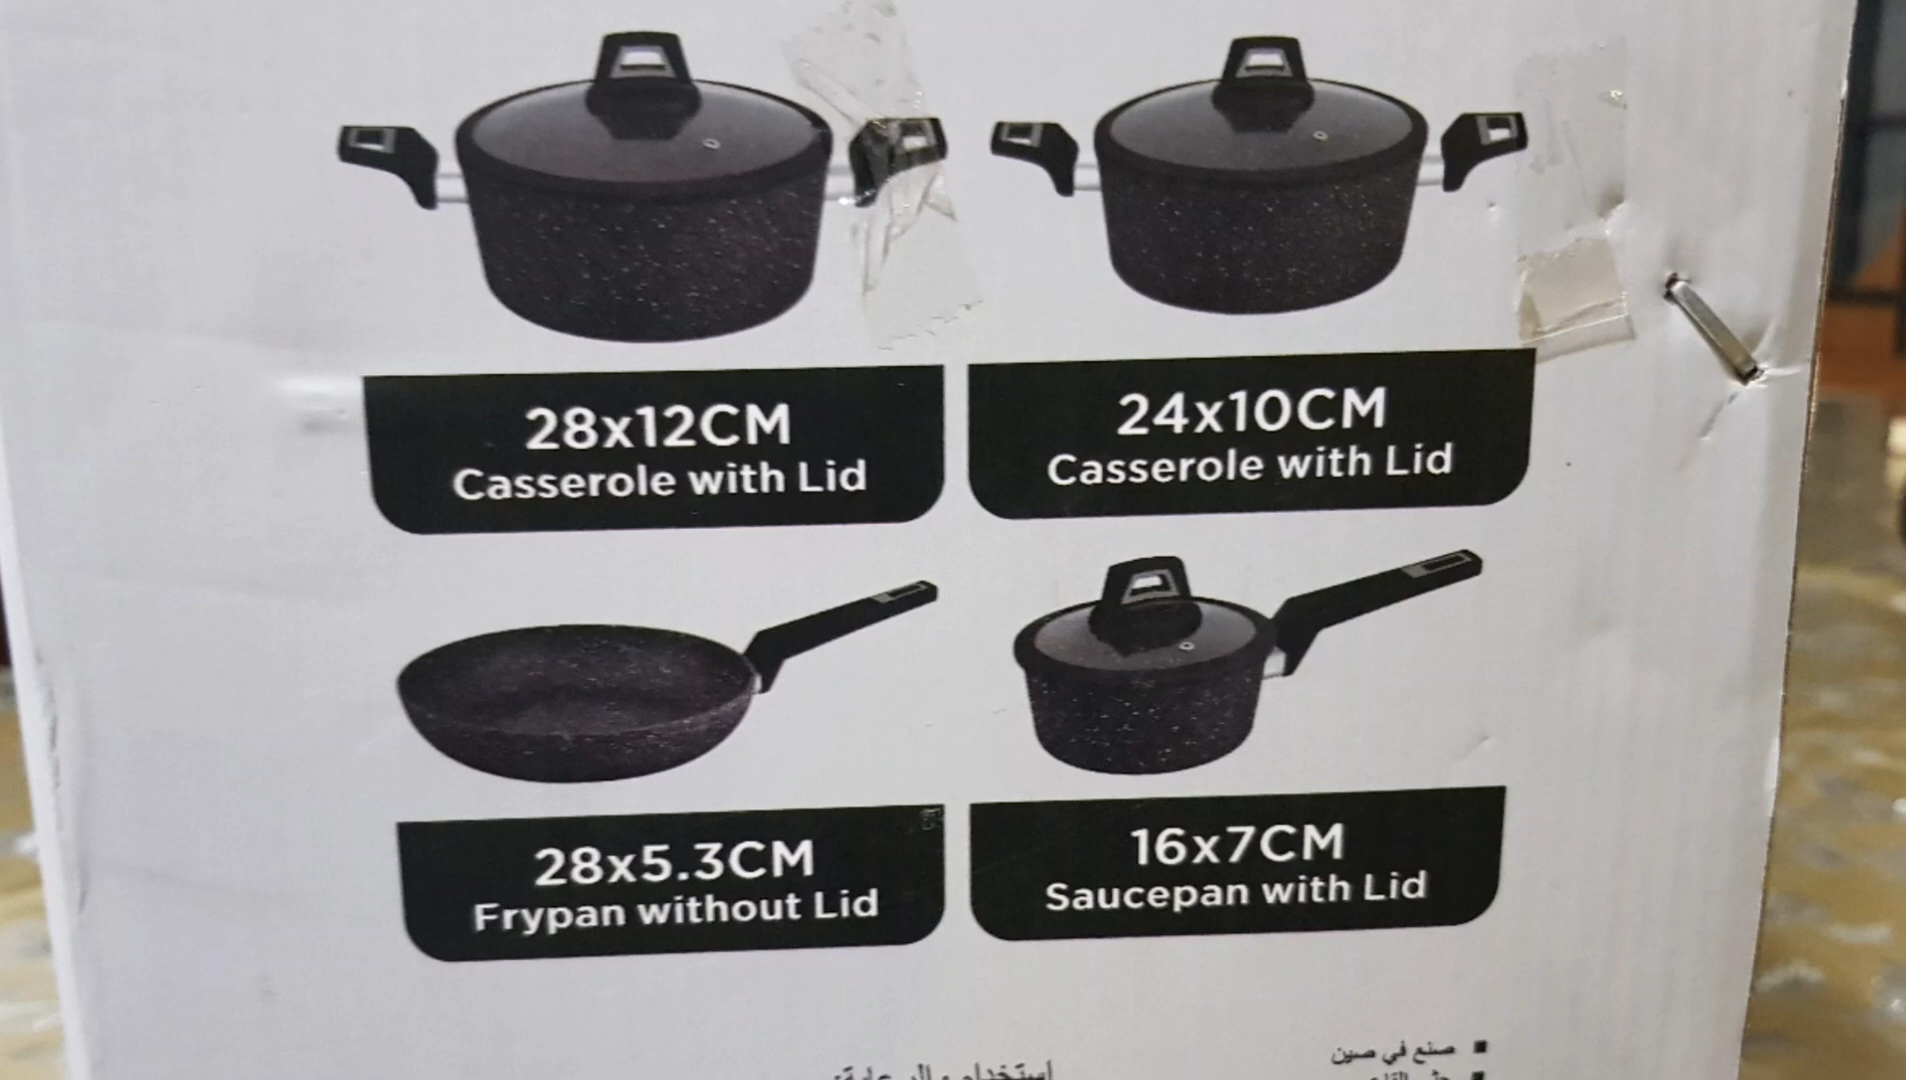 28x12CM
Casserole with Lid
24x10CM
Casserole with Lid
28x5.3CM
Frypan without Lid
16x7CM
Saucepan with Lid
صنع في صين